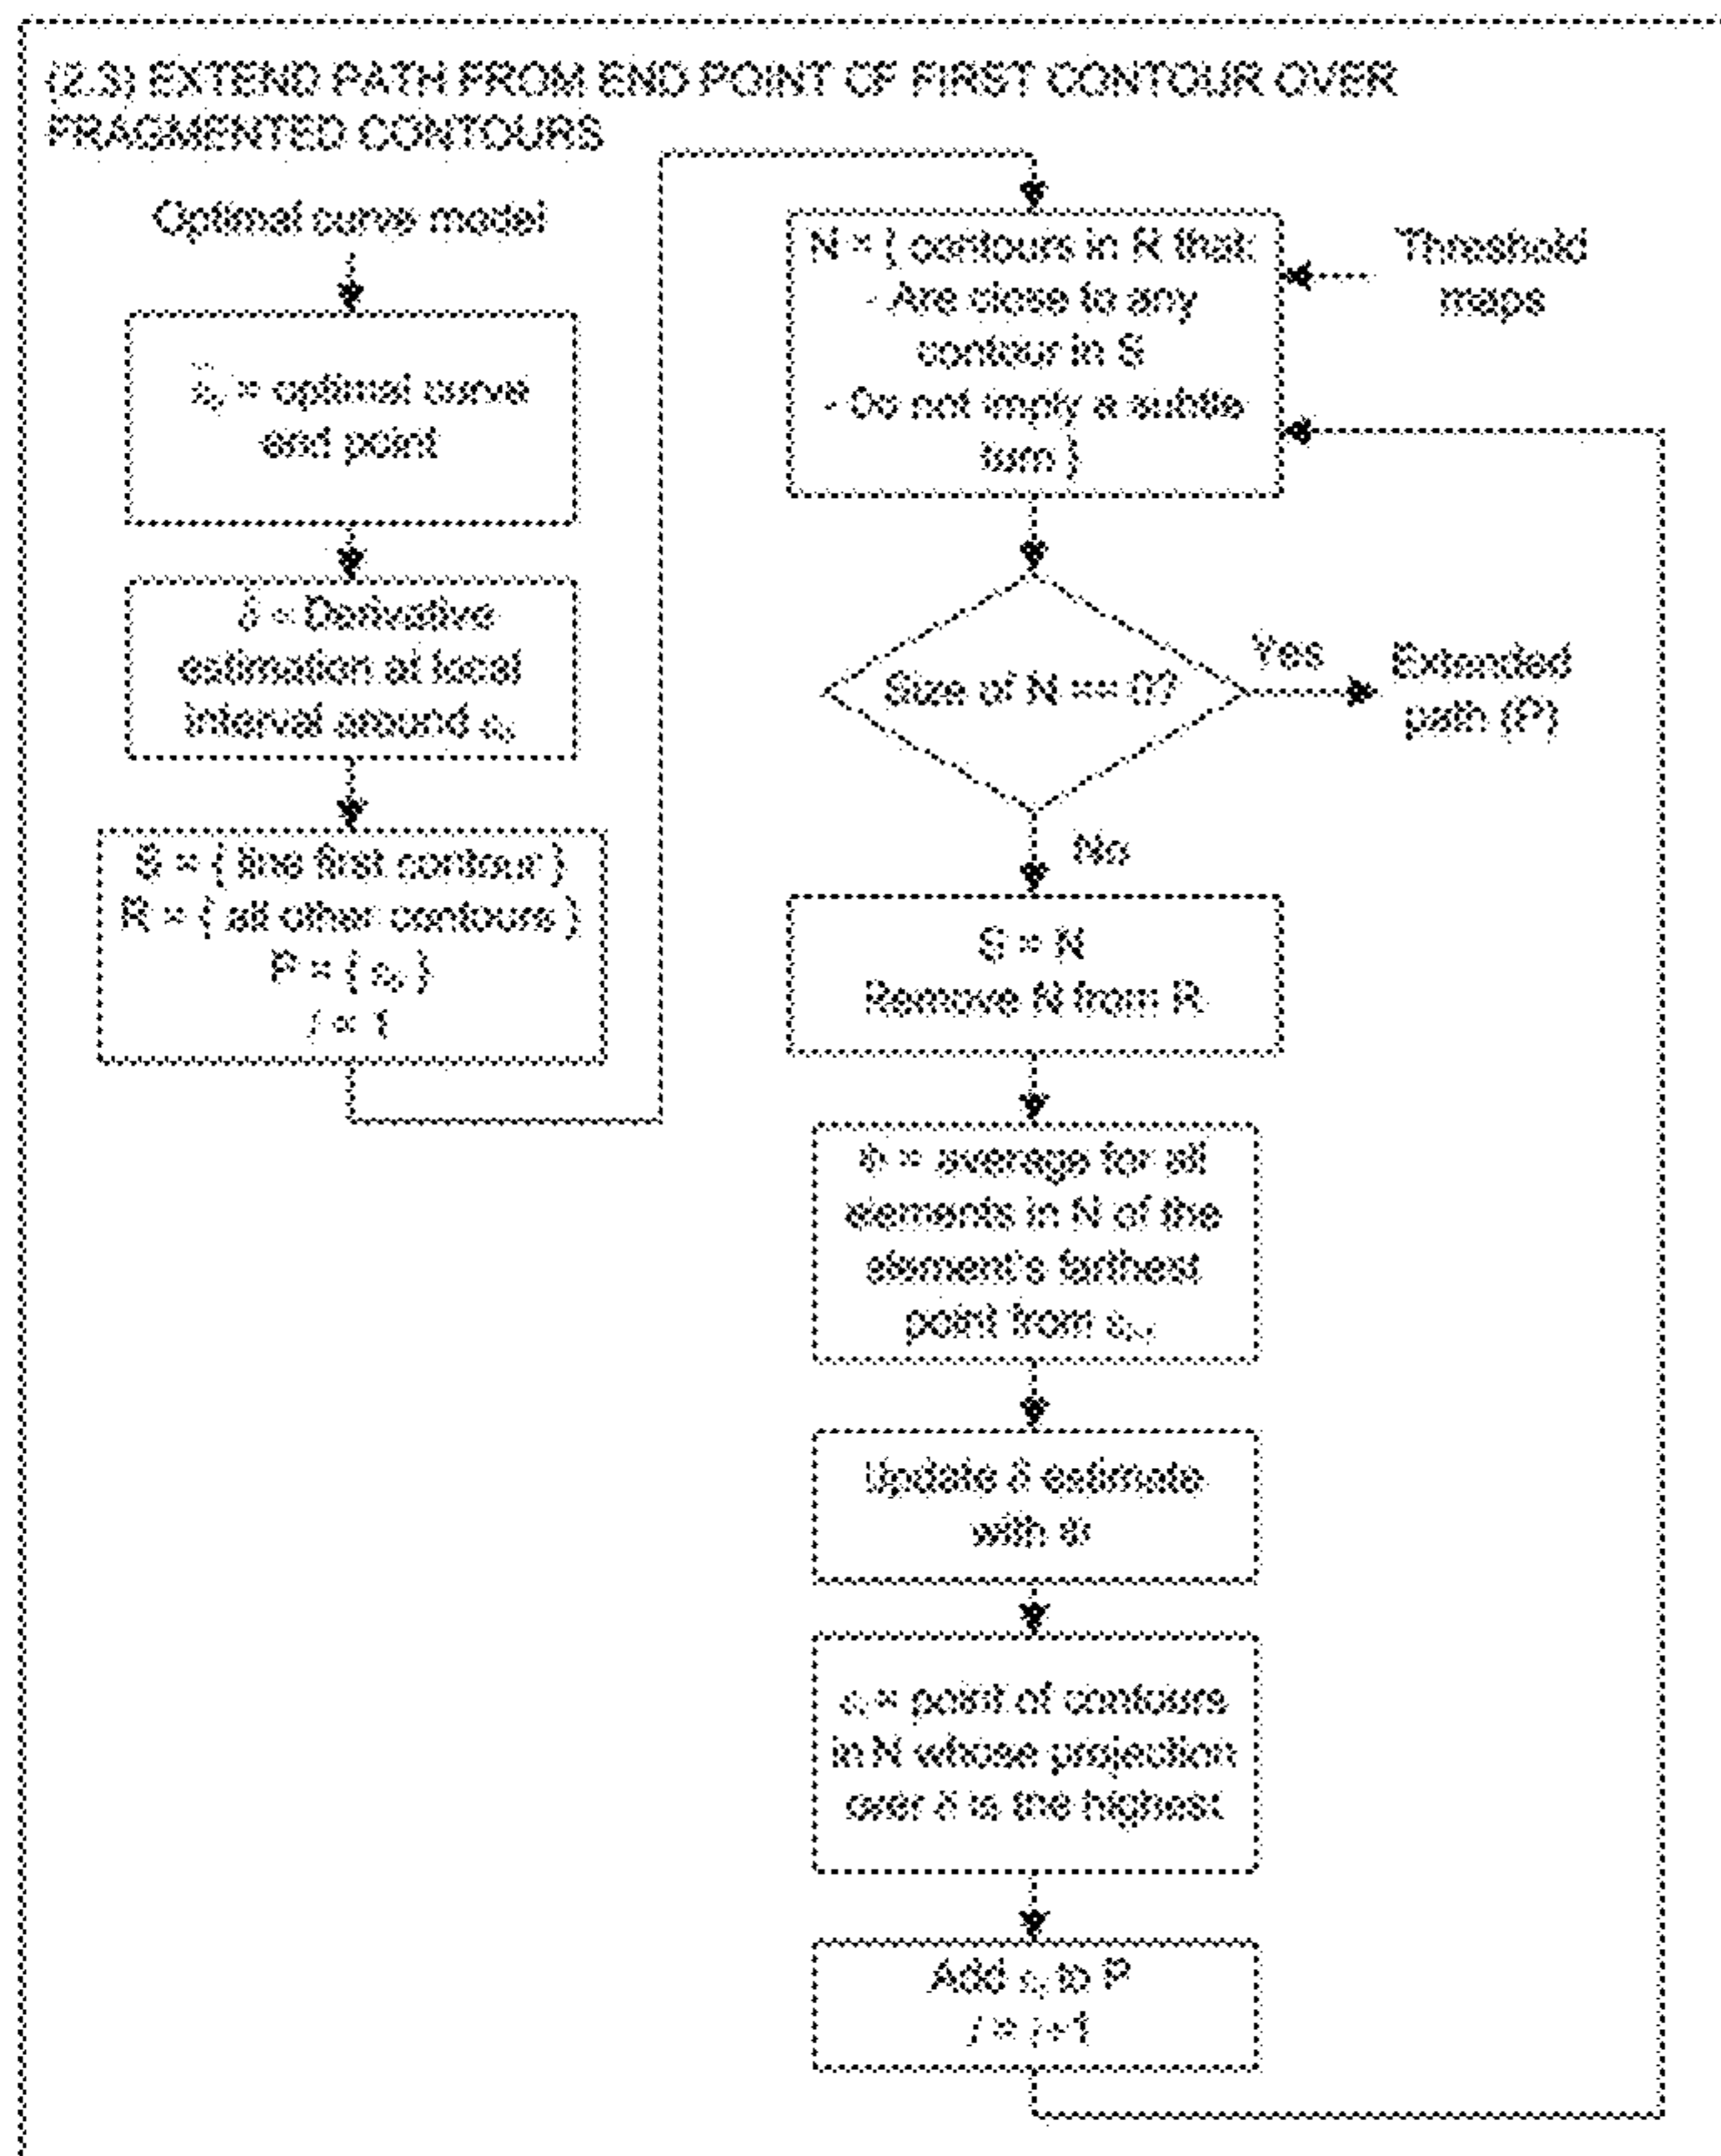 (2.3) EXTEND PATH FROM END POINT OF FIRST CONTOUR OVER
FRAGMENTED CONTOURS
Optimal curve model
= optimal curve
end point
= Derivative
estimation at local
interval around
S = { line first contour }
R = { all other contours }
P = { }
i = 1
N = { contours in R that:
- Are close to any
contour in S
- Do not imply a subtle
turn }
Threshold
maps
Size of N == 0?
Yes
Extended
path (P)
No
S = N
Remove N from R
= average for all
elements in N of the
element's farthest
point from
Update δ estimate
with
= point of contours
in N whose projection
over δ is the highest
Add to P
i = i+1